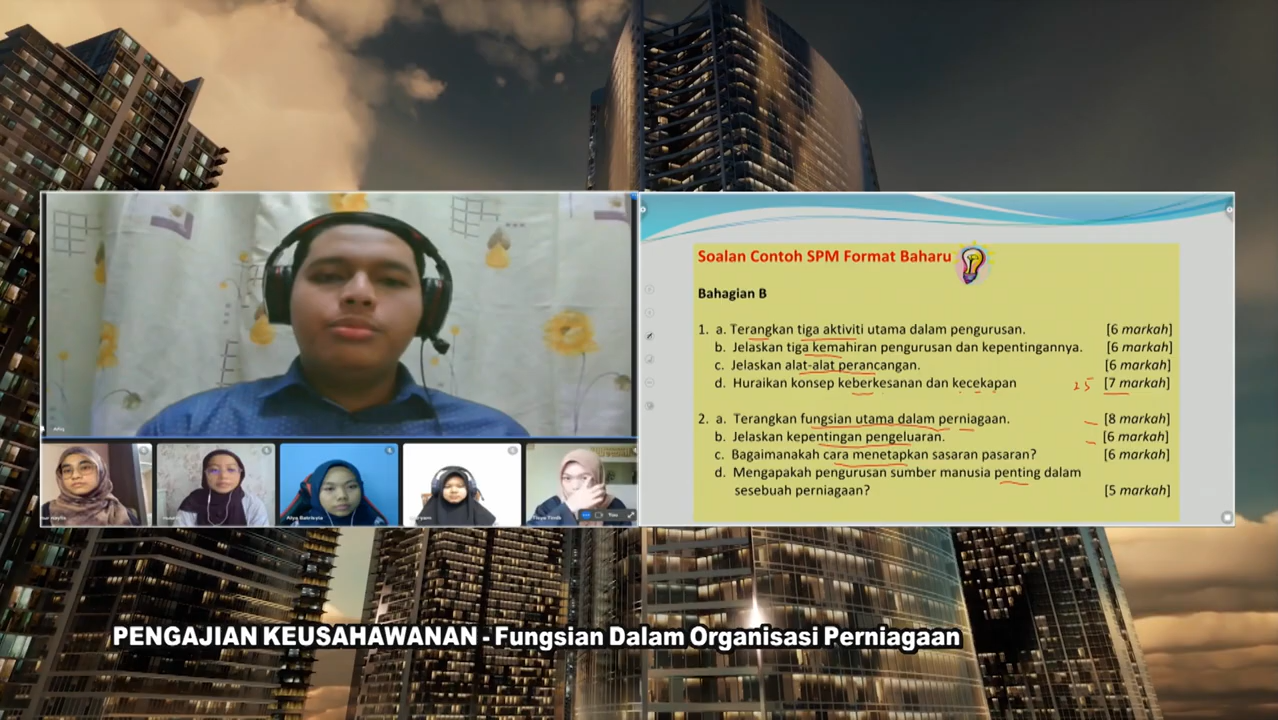 Soalan Contoh SPM Format Baharu
Bahagian B
1. a. Terangkan tiga aktiviti utama dalam pengurusan. [6 markah]
b. Jelaskan tiga kemahiran pengurusan dan kepentingannya. [6 markah]
c. Jelaskan alat-alat perancangan. [6 markah]
d. Huraikan konsep keberkesanan dan kecekapan 25 [7 markah]
2. a. Terangkan fungsian utama dalam perniagaan. [8 markah]
b. Jelaskan kepentingan pengeluaran. [6 markah]
c. Bagaimanakah cara menetapkan sasaran pasaran? [6 markah]
d. Mengapakah pengurusan sumber manusia penting dalam
sesebuah perniagaan? [5 markah]
PENGAJIAN KEUSAHAWANAN - Fungsian Dalam Organisasi Perniagaan